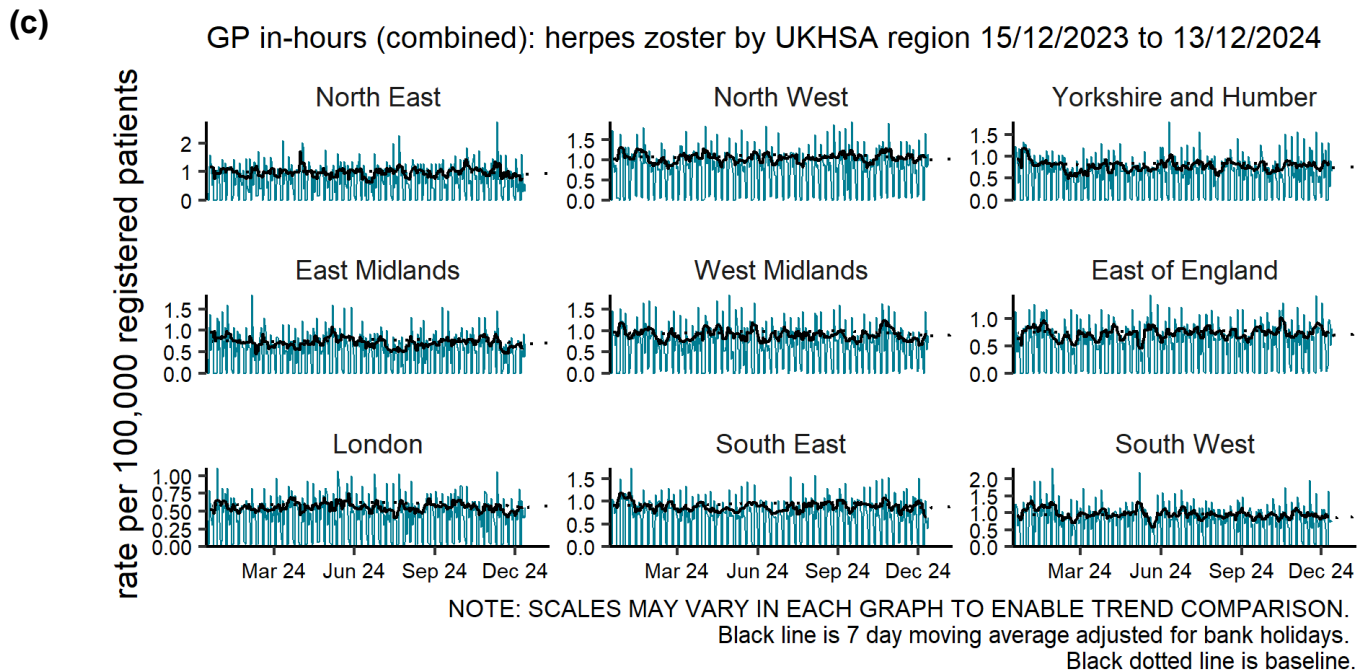 (c)
GP in-hours (combined): herpes zoster by UKHSA region 15/12/2023 to 13/12/2024
rate per 100,000 registered patients
North East
North West
Yorkshire and Humber
2
1
0
1.5
1.0
0.5
0.0
1.5
1.0
0.5
0.0
East Midlands
West Midlands
East of England
1.5
1.0
0.5
0.0
1.5
1.0
0.5
0.0
1.0
0.5
0.0
London
South East
South West
1.00
0.75
0.50
0.25
0.00
1.5
1.0
0.5
0.0
2.0
1.5
1.0
0.5
0.0
Mar 24 Jun 24 Sep 24 Dec 24
Mar 24 Jun 24 Sep 24 Dec 24
Mar 24 Jun 24 Sep 24 Dec 24
NOTE: SCALES MAY VARY IN EACH GRAPH TO ENABLE TREND COMPARISON.
Black line is 7 day moving average adjusted for bank holidays.
Black dotted line is baseline.